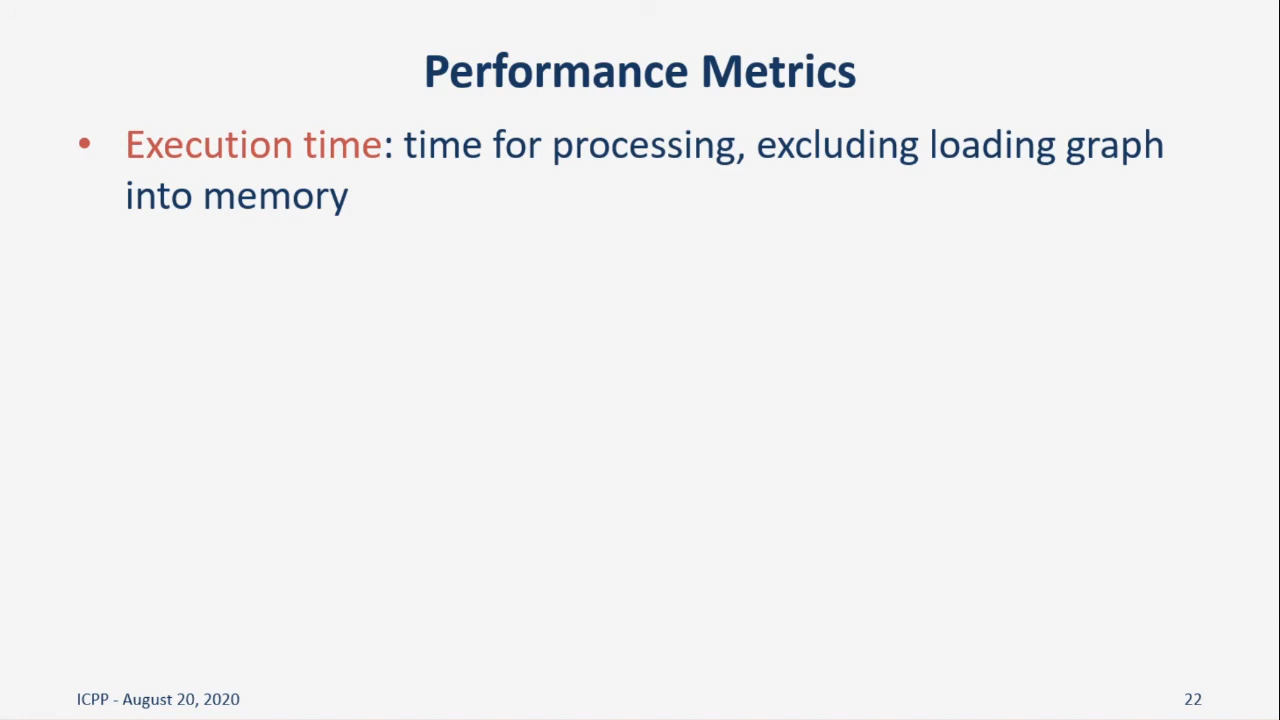 Performance Metrics
• Execution time: time for processing, excluding loading graph
into memory
ICPP - August 20, 2020
22